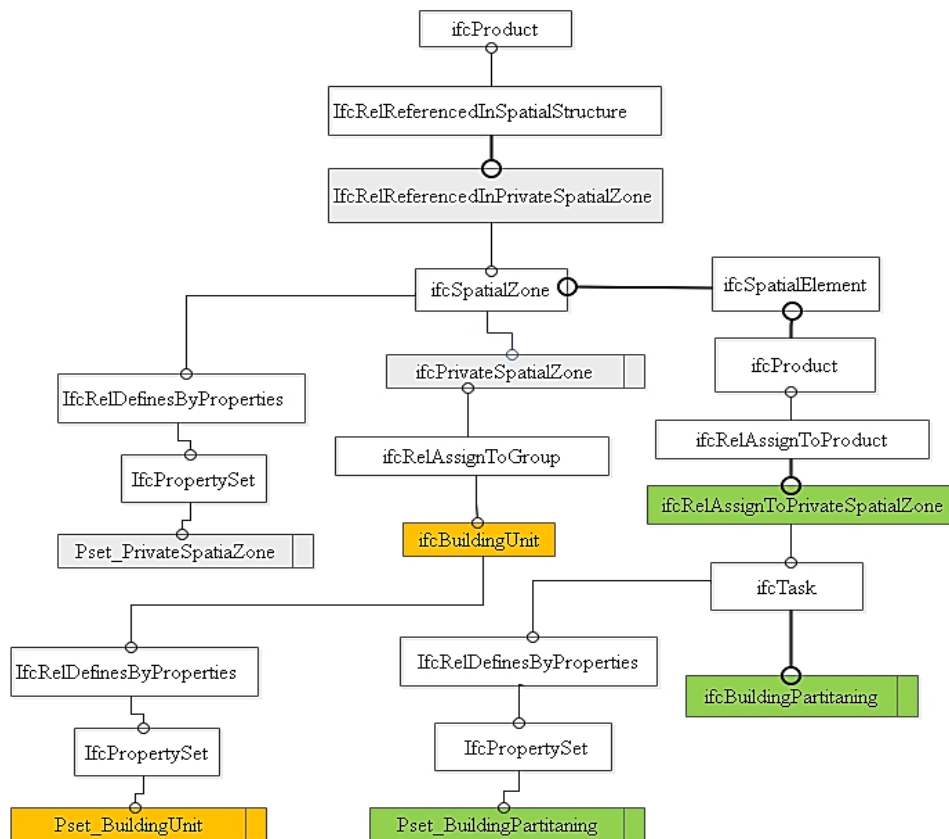 ifcProduct
IfcRelReferencedInSpatialStructure
IfcRelReferencedInPrivateSpatialZone
ifcSpatialZone
ifcSpatialElement
ifcPrivateSpatialZone
ifcProduct
IfcRelDefinesByProperties
ifcRelAssignToGroup
ifcRelAssignToProduct
IfcPropertySet
ifcRelAssignToPrivateSpatialZone
Pset_PrivateSpatiaZone
ifcBuildingUnit
ifcTask
IfcRelDefinesByProperties
IfcRelDefinesByProperties
ifcBuildingPartitaning
IfcPropertySet
IfcPropertySet
Pset_BuildingUnit
Pset_BuildingPartitaning